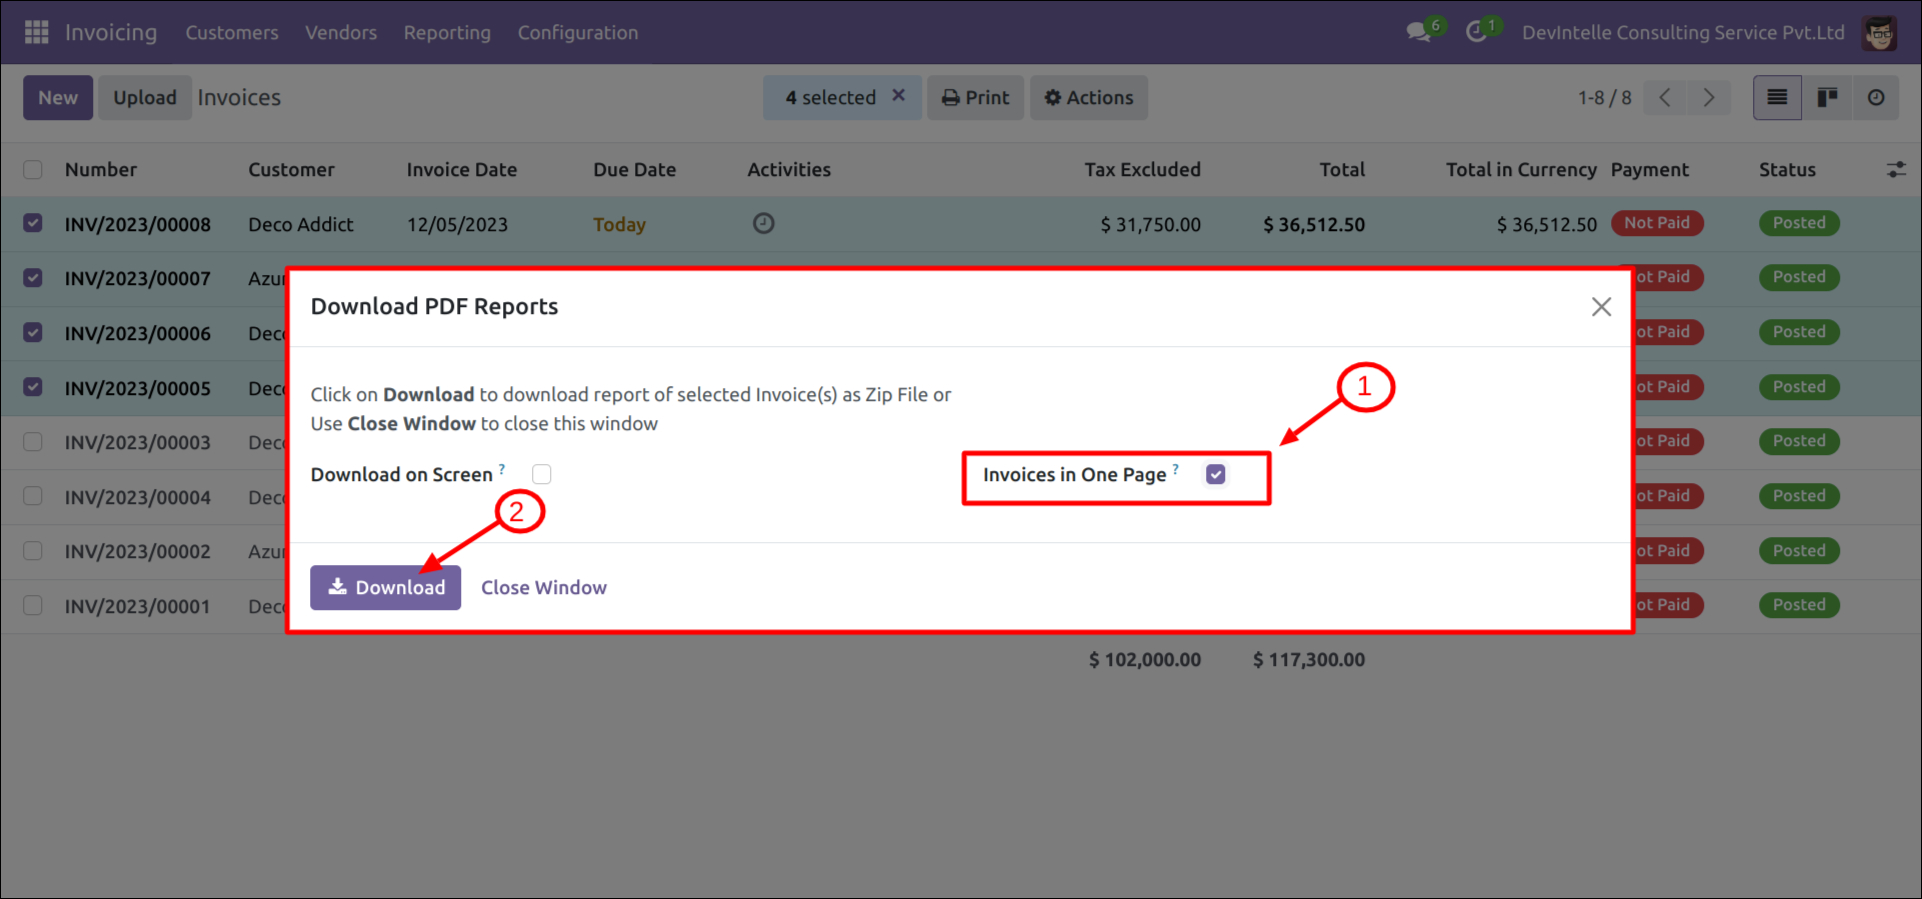 Invoicing Customers Vendors Reporting Configuration 6 1 DevIntelle Consulting Service Pvt.Ltd
New Upload Invoices 4 selected Print Actions 1-8 / 8
Number Customer Invoice Date Due Date Activities Tax Excluded Total Total in Currency Payment Status
INV/2023/00008 Deco Addict 12/05/2023 Today $ 31,750.00 $ 36,512.50 $ 36,512.50 Not Paid Posted
INV/2023/00007 Azur ot Paid Posted
Download PDF Reports
INV/2023/00006 Deco ot Paid Posted
INV/2023/00005 Deco ot Paid Posted
1
Click on Download to download report of selected Invoice(s) as Zip File or
Use Close Window to close this window
INV/2023/00003 Deco ot Paid Posted
Download on Screen ? Invoices in One Page ?
INV/2023/00004 Deco ot Paid Posted
2
INV/2023/00002 Azur ot Paid Posted
Download Close Window
INV/2023/00001 Deco ot Paid Posted
$ 102,000.00 $ 117,300.00